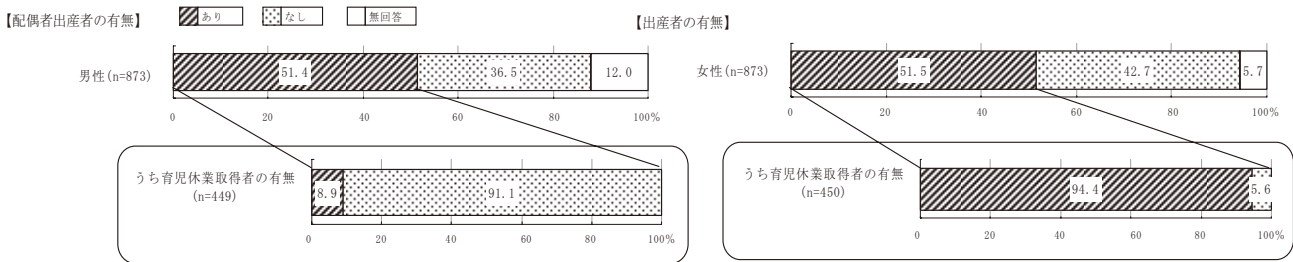 【配偶者出産者の有無】
あり
なし
無回答
男性(n=873)
51.4
36.5
12.0
0 20 40 60 80 100%
うち育児休業取得者の有無
(n=449)
8.9
91.1
0 20 40 60 80 100%
【出産者の有無】
女性(n=873)
51.5
42.7
5.7
0 20 40 60 80 100%
うち育児休業取得者の有無
(n=450)
94.4
5.6
0 20 40 60 80 100%